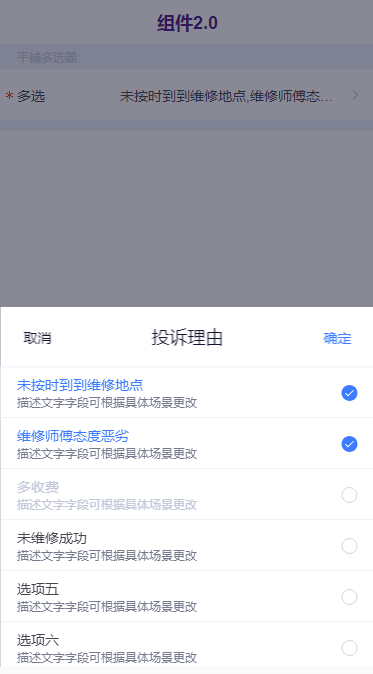 组件2.0
平铺多选器:
* 多选 未按时到到维修地点,维修师傅态…
取消 投诉理由 确定
未按时到到维修地点
描述文字字段可根据具体场景更改
维修师傅态度恶劣
描述文字字段可根据具体场景更改
多收费
描述文字字段可根据具体场景更改
未维修成功
描述文字字段可根据具体场景更改
选项五
描述文字字段可根据具体场景更改
选项六
描述文字字段可根据具体场景更改